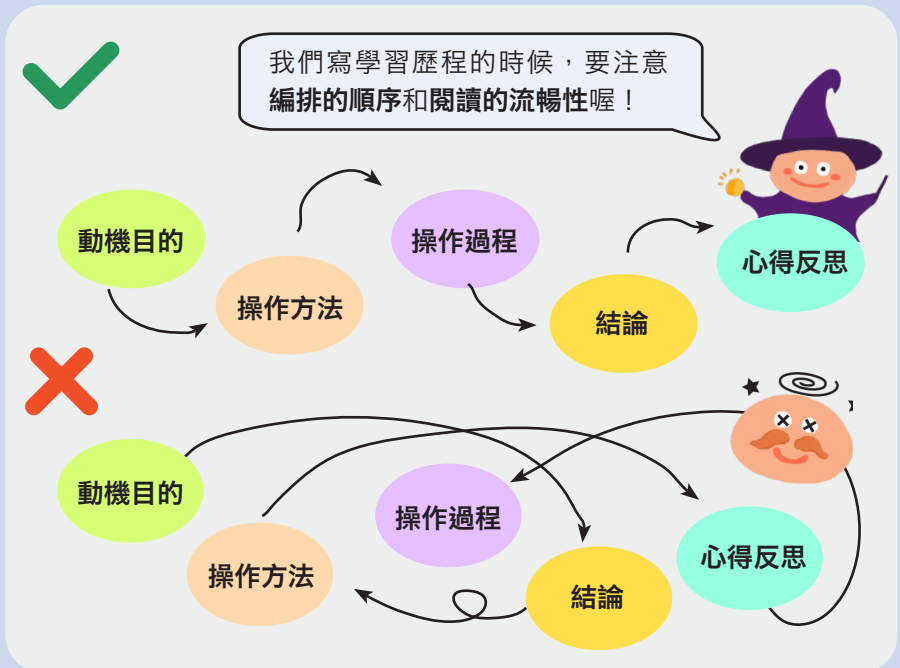 我們寫學習歷程的時候，要注意
編排的順序和閱讀的流暢性喔！
動機目的
操作方法
操作過程
結論
心得反思
動機目的
操作方法
操作過程
結論
心得反思